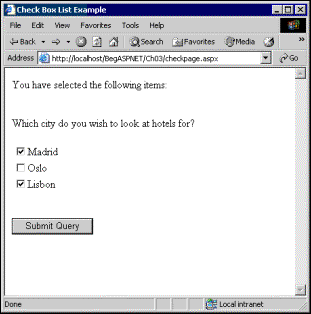 Check Box List Example
File Edit View Favorites Tools Help
Back Search Favorites Media
Address http://localhost/BegASPNET/Ch03/checkpage.aspx Go
You have selected the following items:
Which city do you wish to look at hotels for?
Madrid
Oslo
Lisbon
Submit Query
Done Local intranet